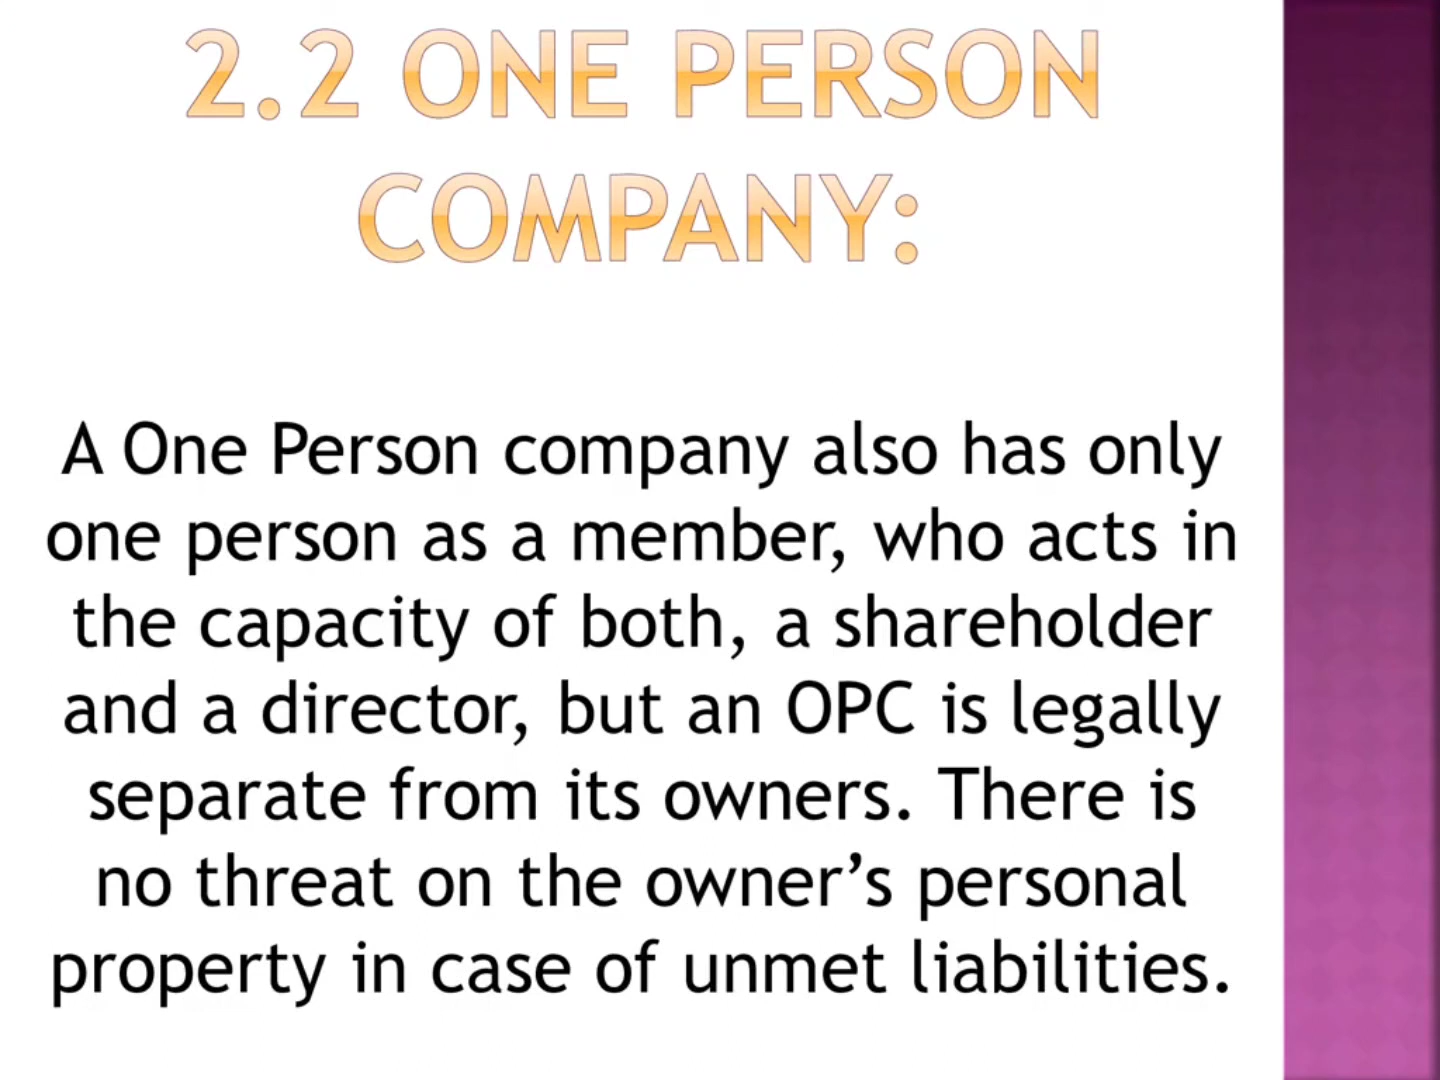 2.2 ONE PERSON
COMPANY:
A One Person company also has only
one person as a member, who acts in
the capacity of both, a shareholder
and a director, but an OPC is legally
separate from its owners. There is
no threat on the owner’s personal
property in case of unmet liabilities.